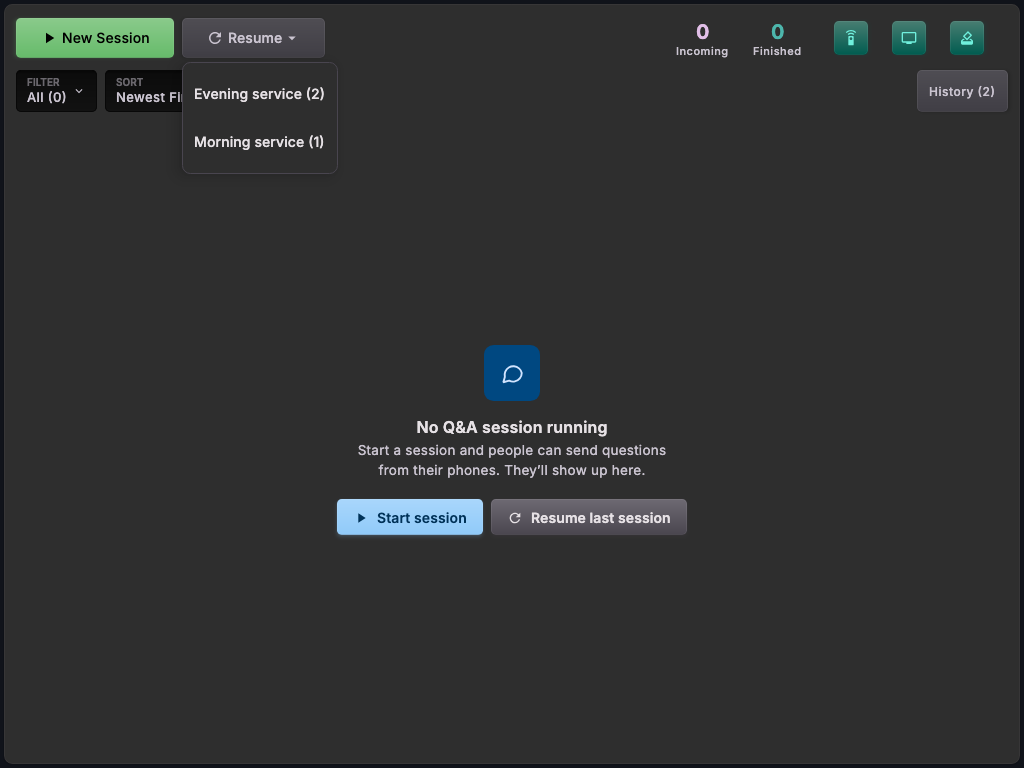 New Session
Resume
0
Incoming
0
Finished
FILTER
All (0)
SORT
Newest Fi
Evening service (2)
Morning service (1)
History (2)
No Q&A session running
Start a session and people can send questions
from their phones. They’ll show up here.
Start session
Resume last session